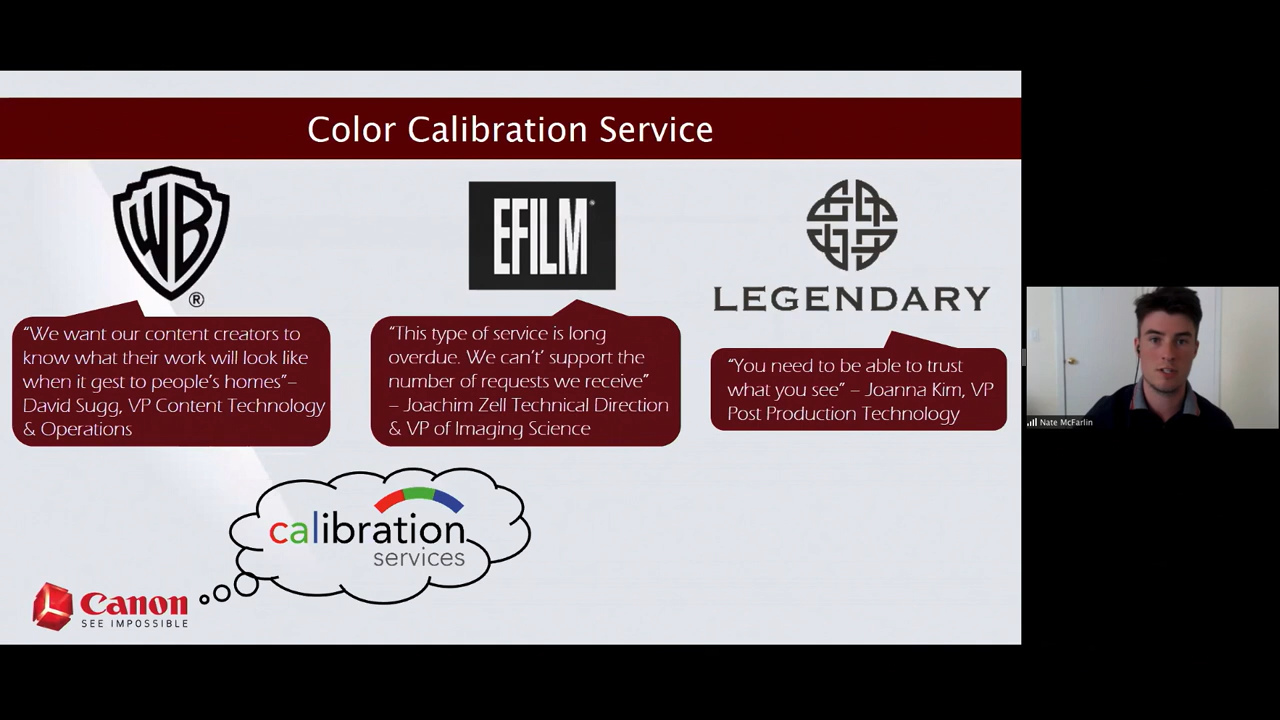 Color Calibration Service
WB
®
EFILM
LEGENDARY
“We want our content creators to
know what their work will look like
when it gest to people’s homes”–
David Sugg, VP Content Technology
& Operations
“This type of service is long
overdue. We can’t’ support the
number of requests we receive”
– Joachim Zell Technical Direction
& VP of Imaging Science
“You need to be able to trust
what you see” – Joanna Kim, VP
Post Production Technology
Nate McFarlin
calibration
services
Canon
SEE IMPOSSIBLE